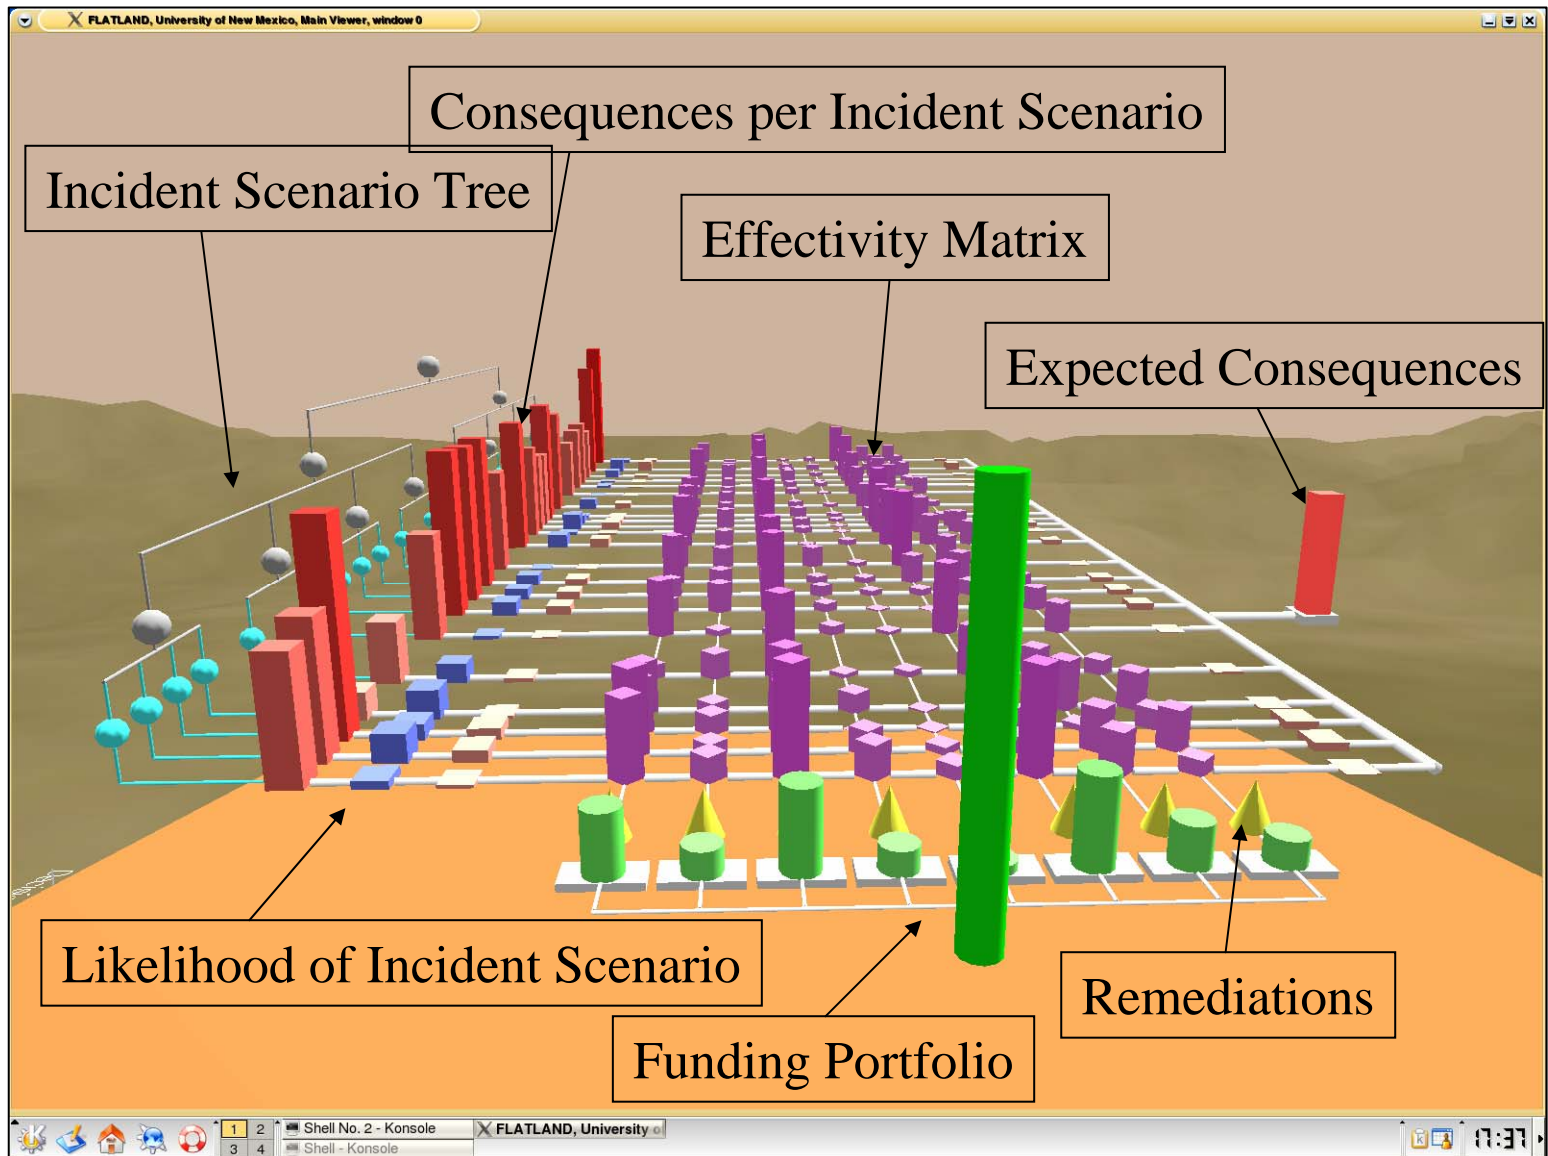 FLATLAND, University of New Mexico, Main Viewer, window 0
Consequences per Incident Scenario
Incident Scenario Tree
Effectivity Matrix
Expected Consequences
Likelihood of Incident Scenario
Remediations
Funding Portfolio
1 2
3 4
Shell No. 2 - Konsole
Shell - Konsole
FLATLAND, University o
17:37